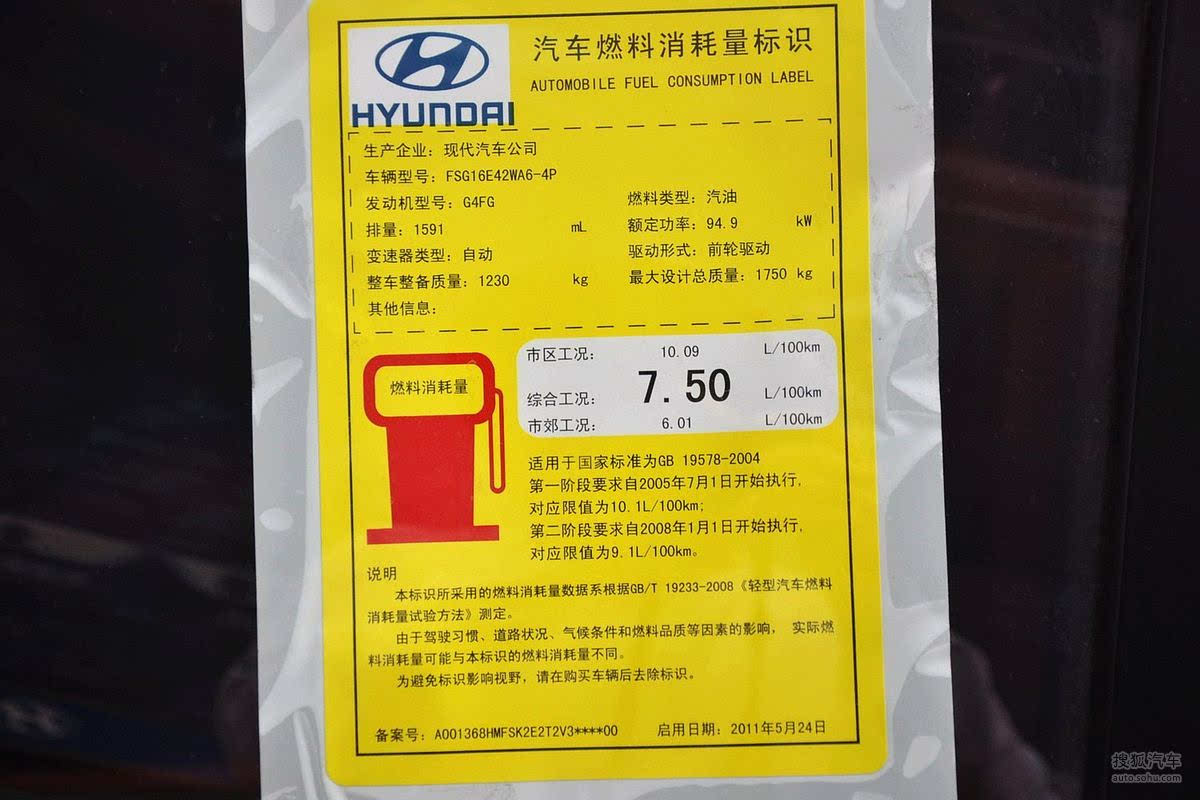 HYUNDAI
汽车燃料消耗量标识
AUTOMOBILE FUEL CONSUMPTION LABEL
生产企业：现代汽车公司
车辆型号：FSG16E42WA6-4P
发动机型号：G4FG 燃料类型：汽油
排量：1591 mL 额定功率：94.9 kW
变速器类型：自动 驱动形式：前轮驱动
整车整备质量：1230 kg 最大设计总质量：1750 kg
其他信息：
燃料消耗量
市区工况： 10.09 L/100km
综合工况： 7.50 L/100km
市郊工况： 6.01 L/100km
适用于国家标准为GB 19578-2004
第一阶段要求自2005年7月1日开始执行，
对应限值为10.1L/100km；
第二阶段要求自2008年1月1日开始执行，
对应限值为9.1L/100km。
说明
本标识所采用的燃料消耗量数据系根据GB/T 19233-2008《轻型汽车燃料
消耗量试验方法》测定。
由于驾驶习惯、道路状况、气候条件和燃料品质等因素的影响， 实际燃
料消耗量可能与本标识的燃料消耗量不同。
为避免标识影响视野，请在购买车辆后去除标识。
备案号：A001368HMFSK2E2T2V3****00 启用日期：2011年5月24日
搜狐汽车
auto.sohu.com